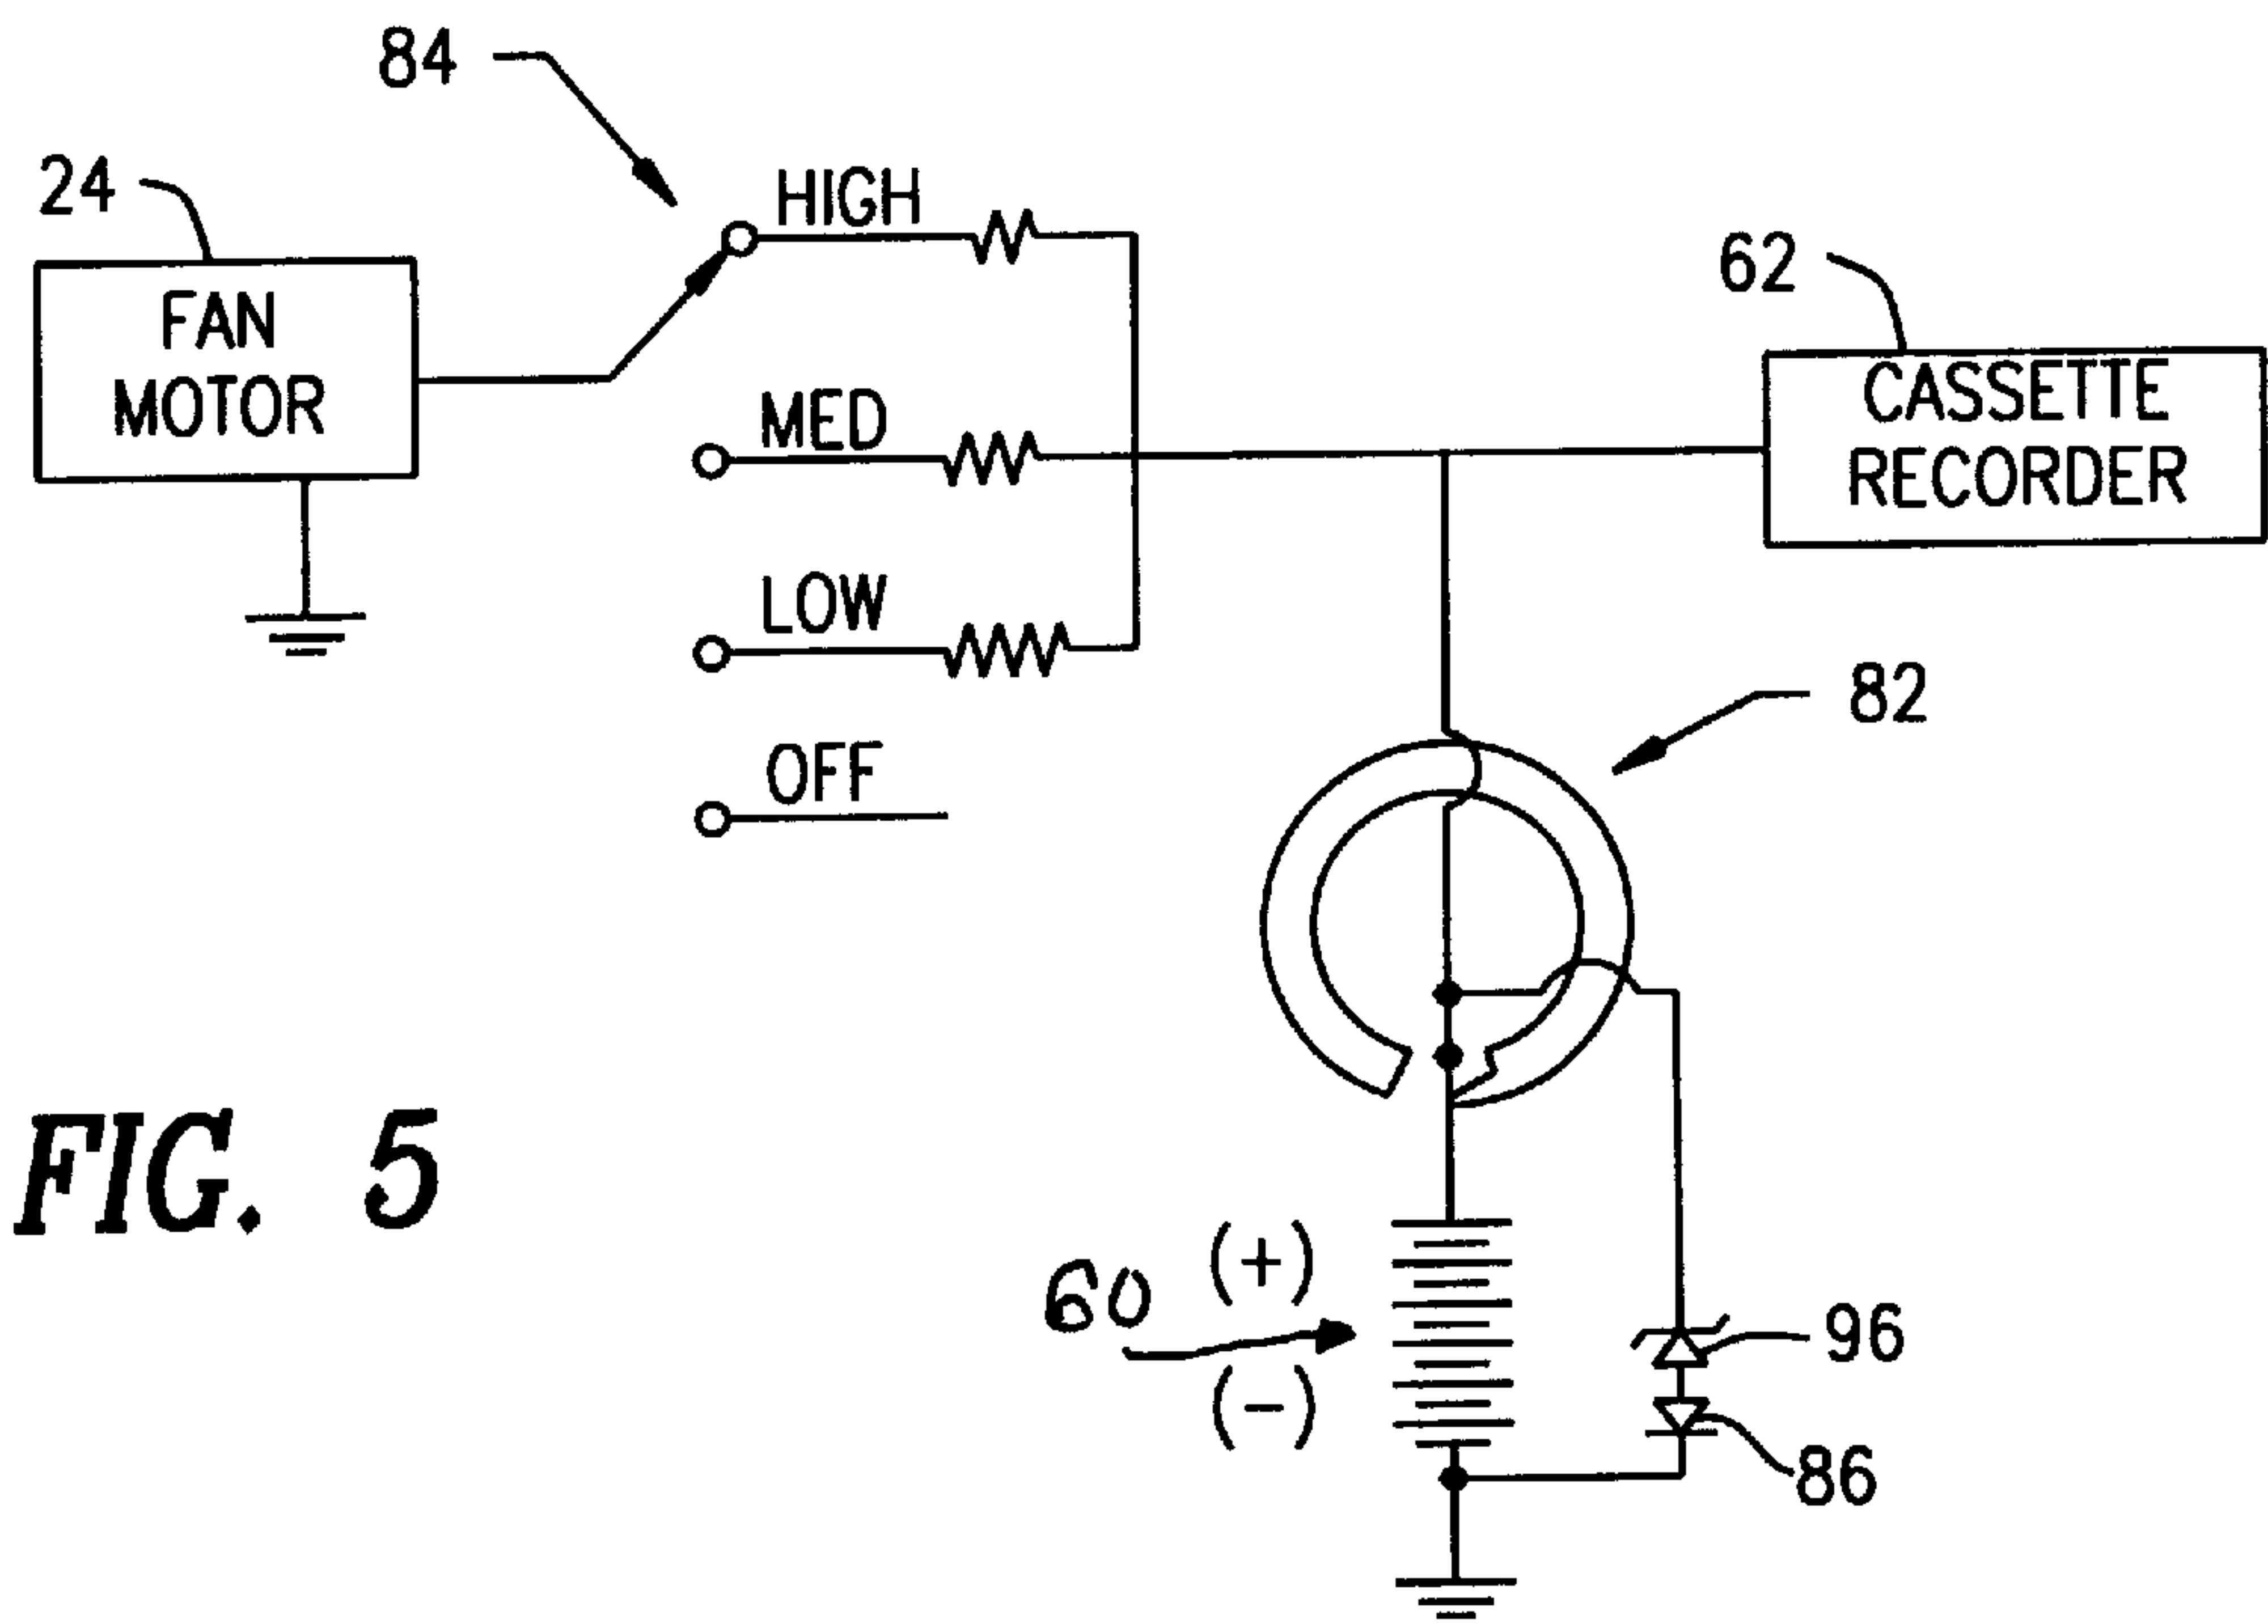 84
24
HIGH
62
FAN
MOTOR
CASSETTE
RECORDER
MED
LOW
82
OFF
FIG. 5
60
(+)
(-)
96
86